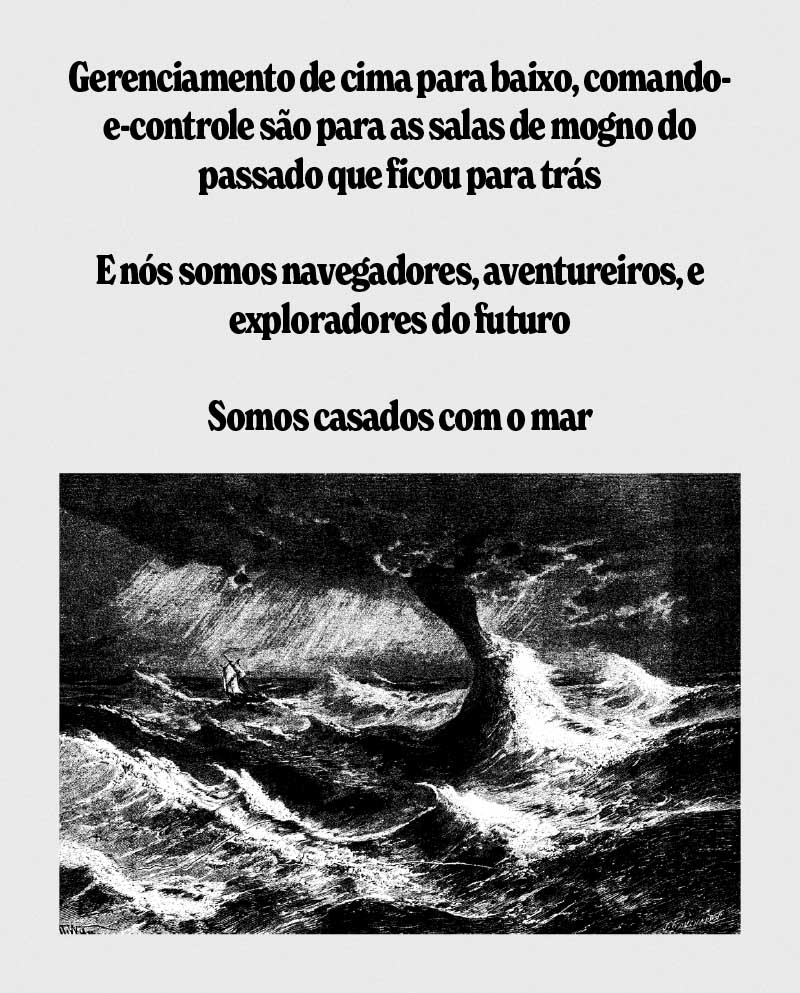 Gerenciamento de cima para baixo, comando-
e-controle são para as salas de mogno do
passado que ficou para trás
E nós somos navegadores, aventureiros, e
exploradores do futuro
Somos casados com o mar